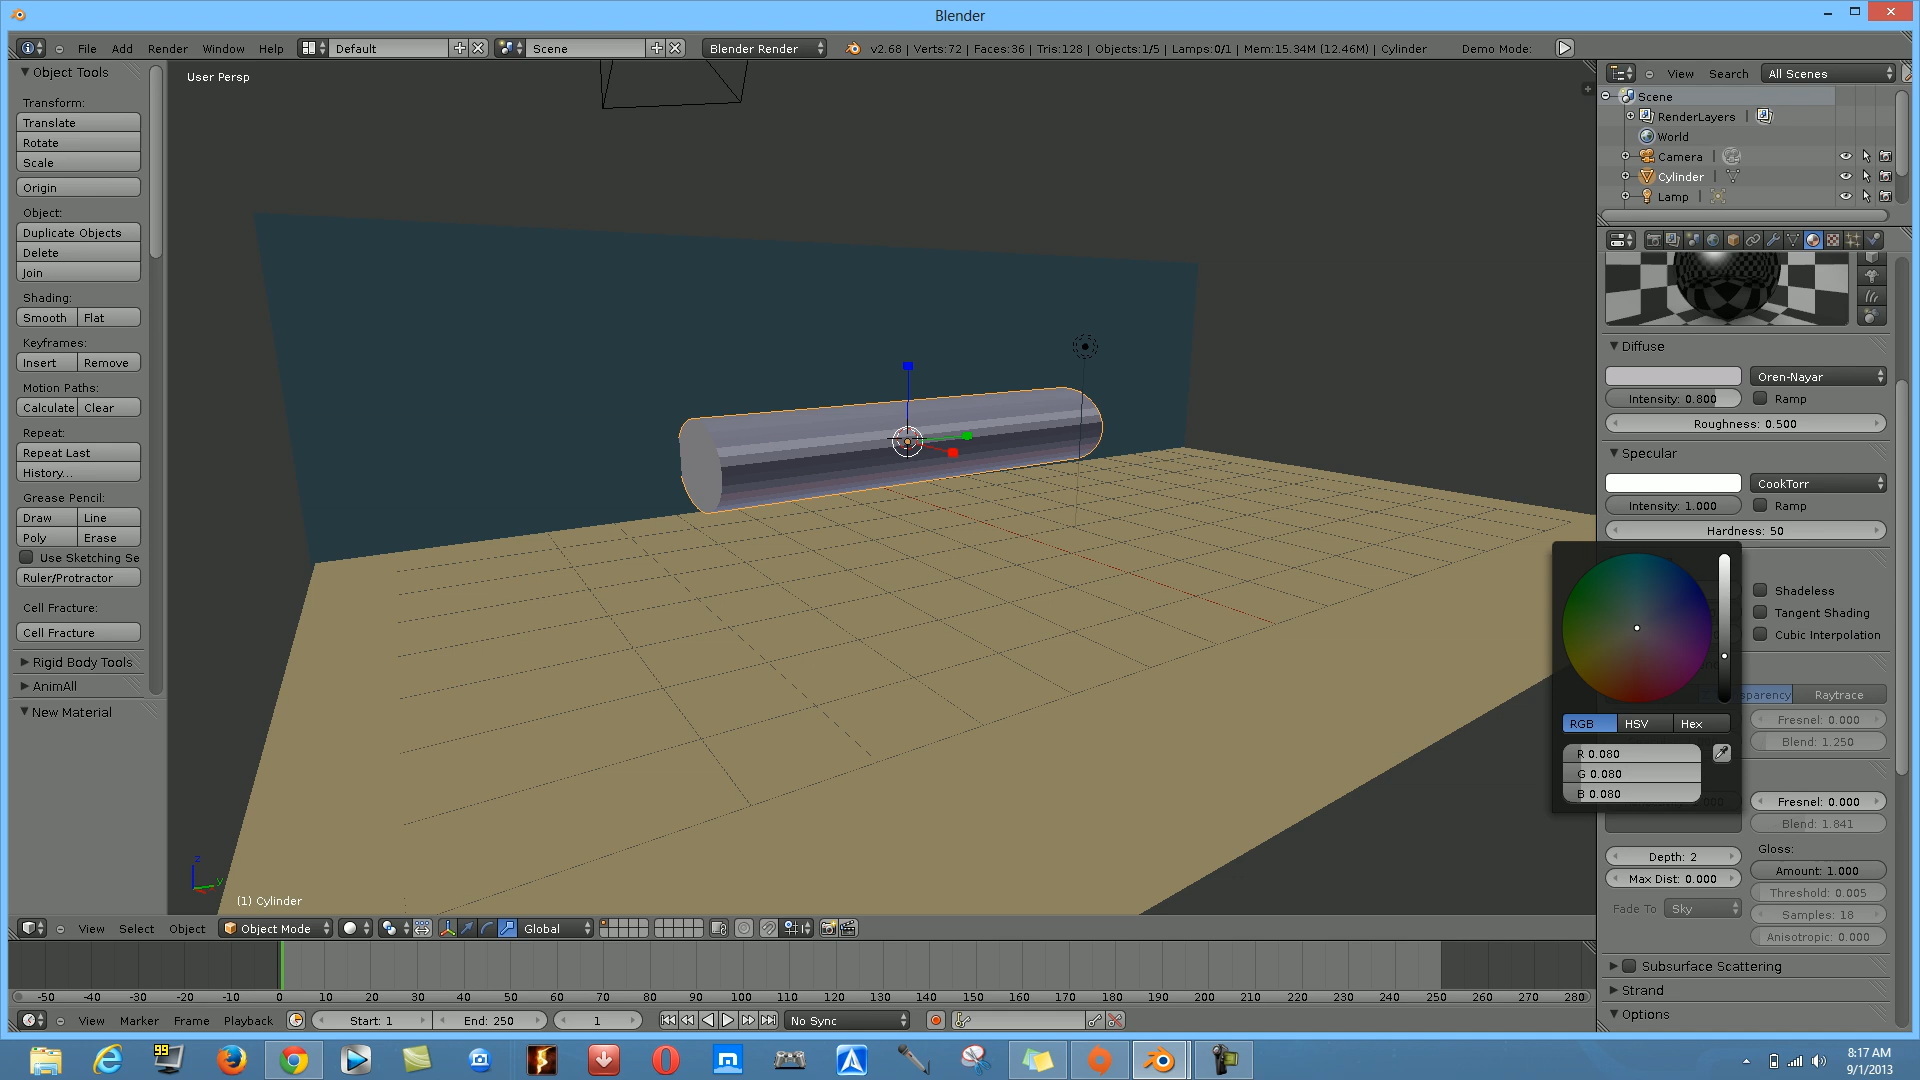 Blender
File Add Render Window Help Default Scene Blender Render v2.68 | Verts:72 | Faces:36 | Tris:128 | Objects:1/5 | Lamps:0/1 | Mem:15.34M (12.46M) | Cylinder Demo Mode:
Object Tools
Transform:
Translate
Rotate
Scale
Origin
Object:
Duplicate Objects
Delete
Join
Shading:
Smooth Flat
Keyframes:
Insert Remove
Motion Paths:
Calculate Clear
Repeat:
Repeat Last
History...
Grease Pencil:
Draw Line
Poly Erase
Use Sketching Se
Ruler/Protractor
Cell Fracture:
Cell Fracture
Rigid Body Tools
AnimAll
New Material
User Persp
z
y
(1) Cylinder
View Search All Scenes
Scene
RenderLayers |
World
Camera |
Cylinder |
Lamp |
Diffuse
Oren-Nayar
Intensity: 0.800 Ramp
Roughness: 0.500
Specular
CookTorr
Intensity: 1.000 Ramp
Hardness: 50
Shadeless
Tangent Shading
Cubic Interpolation
sparency Raytrace
RGB HSV Hex
Fresnel: 0.000
Blend: 1.250
R 0.080
G 0.080
B 0.080
Fresnel: 0.000
Blend: 1.841
Depth: 2 Gloss:
Amount: 1.000
Max Dist: 0.000
Threshold: 0.005
Fade To Sky
Samples: 18
Anisotropic: 0.000
Subsurface Scattering
Strand
Options
View Select Object Object Mode Global
-50 -40 -30 -20 -10 0 10 20 30 40 50 60 70 80 90 100 110 120 130 140 150 160 170 180 190 200 210 220 230 240 250 260 270 280
View Marker Frame Playback Start: 1 End: 250 1 No Sync
99
8:17 AM
9/1/2013